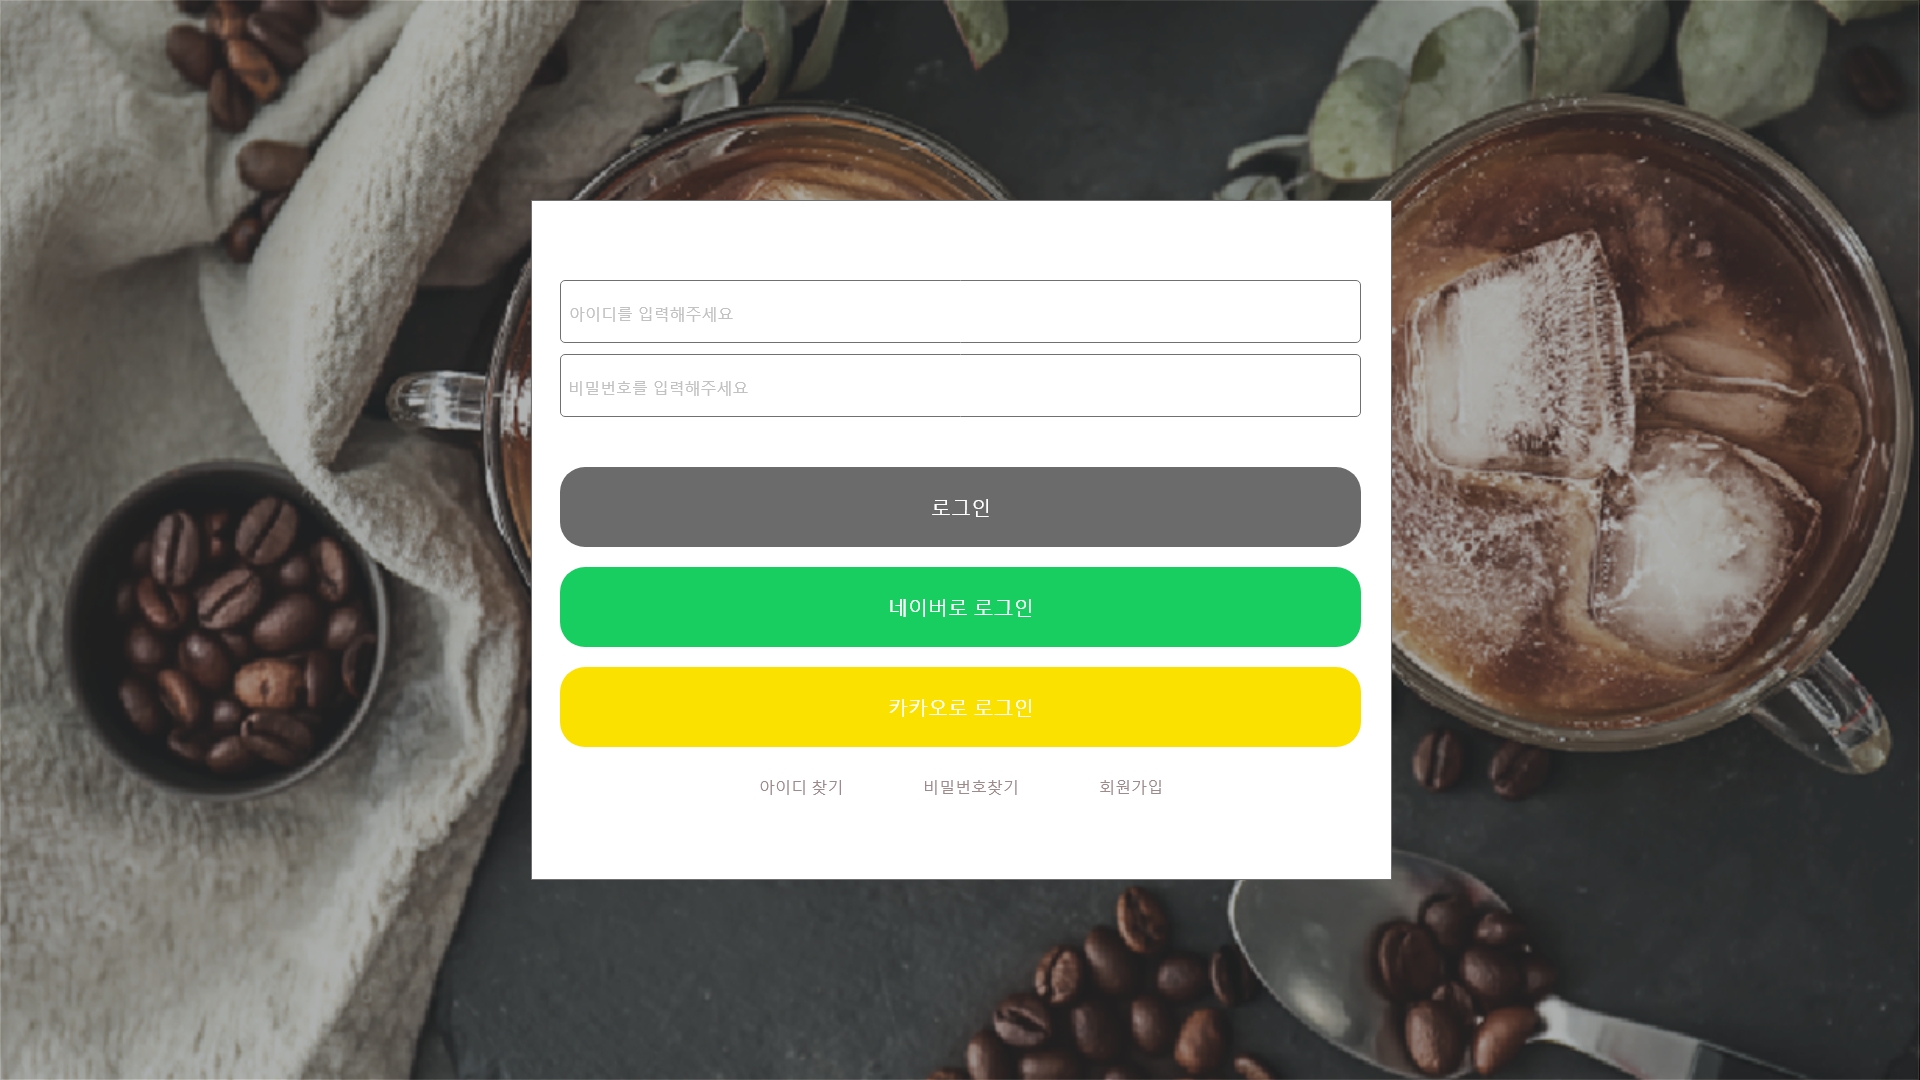 아이디를 입력해주세요
비밀번호를 입력해주세요
로그인
네이버로 로그인
카카오로 로그인
아이디 찾기 비밀번호찾기 회원가입